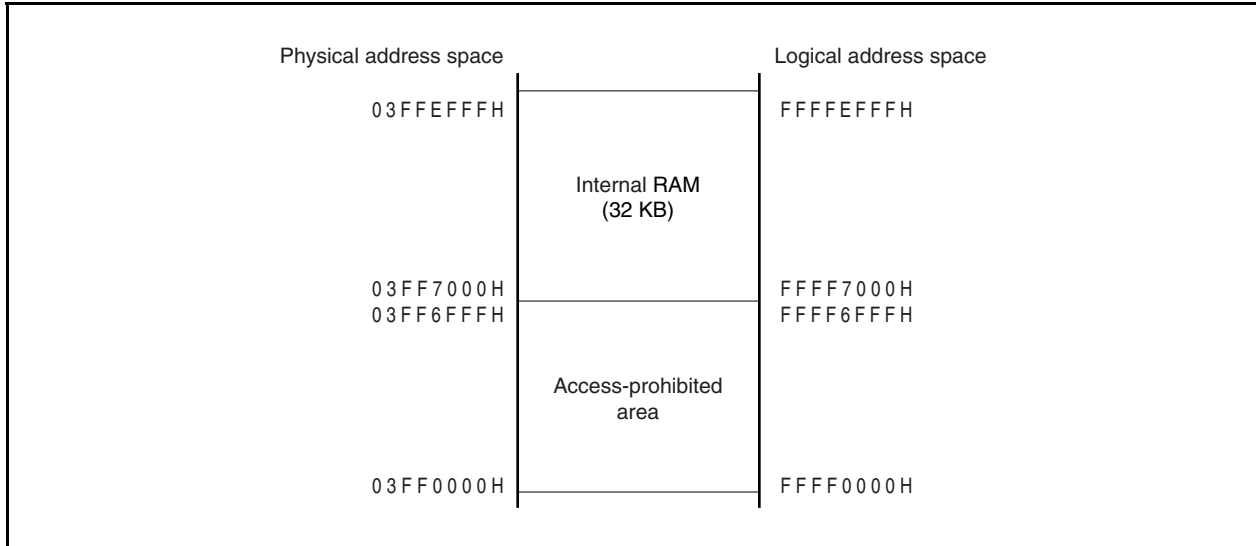 Physical address space
Logical address space
03FFEFFFH
FFFFEFFFH
Internal RAM
(32 KB)
03FF7000H
FFFF7000H
03FF6FFFH
FFFF6FFFH
Access-prohibited
area
03FF0000H
FFFF0000H